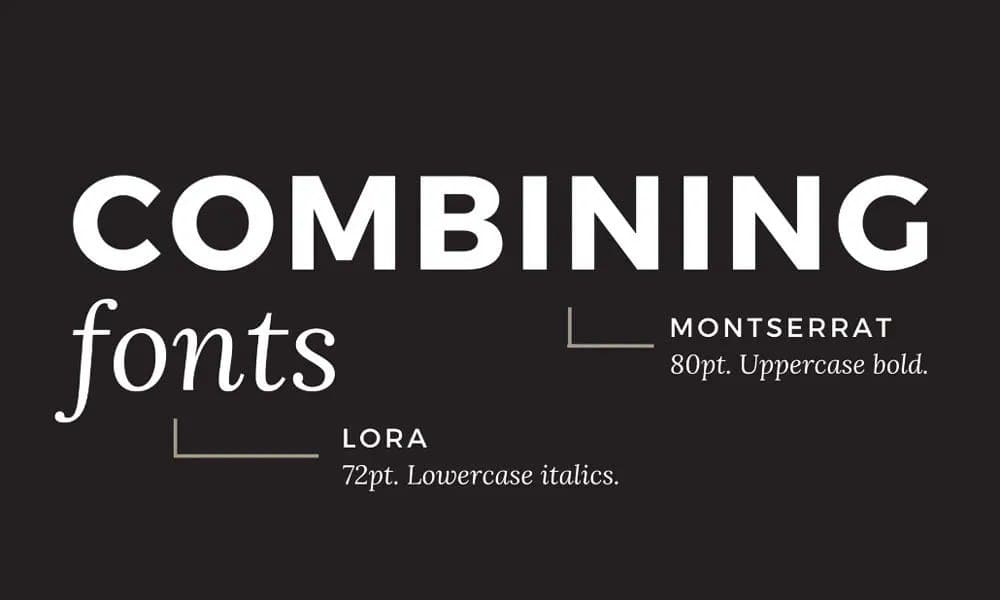 COMBINING
fonts
MONTSERRAT
80pt. Uppercase bold.
LORA
72pt. Lowercase italics.